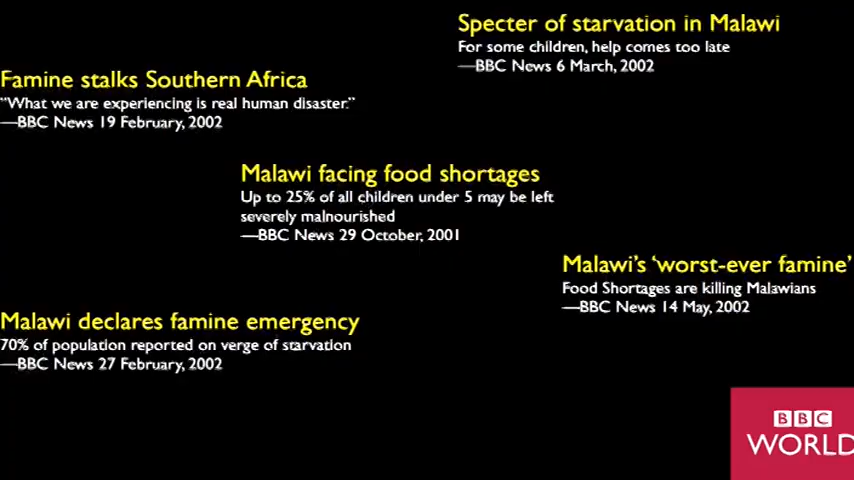 Specter of starvation in Malawi
For some children, help comes too late
—BBC News 6 March, 2002
Famine stalks Southern Africa
“What we are experiencing is real human disaster.”
—BBC News 19 February, 2002
Malawi facing food shortages
Up to 25% of all children under 5 may be left
severely malnourished
—BBC News 29 October, 2001
Malawi’s ‘worst-ever famine’
Food Shortages are killing Malawians
—BBC News 14 May, 2002
Malawi declares famine emergency
70% of population reported on verge of starvation
—BBC News 27 February, 2002
BBC
WORLD